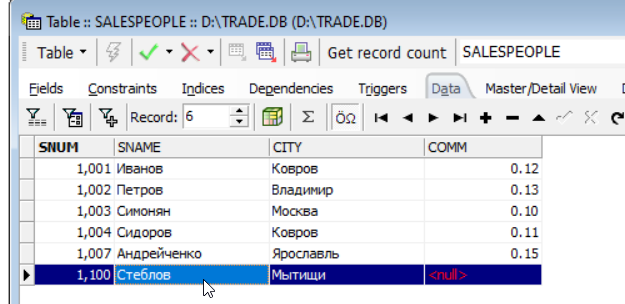 Table :: SALESPEOPLE :: D:\TRADE.DB (D:\TRADE.DB)
Table Get record count SALESPEOPLE
Fields Constraints Indices Dependencies Triggers Data Master/Detail View
Record: 6 Σ ÖΩ
SNUM SNAME CITY COMM
1,001 Иванов Ковров 0.12
1,002 Петров Владимир 0.13
1,003 Симонян Москва 0.10
1,004 Сидоров Ковров 0.11
1,007 Андрейченко Ярославль 0.15
1,100 Стеблов Мытищи <null>